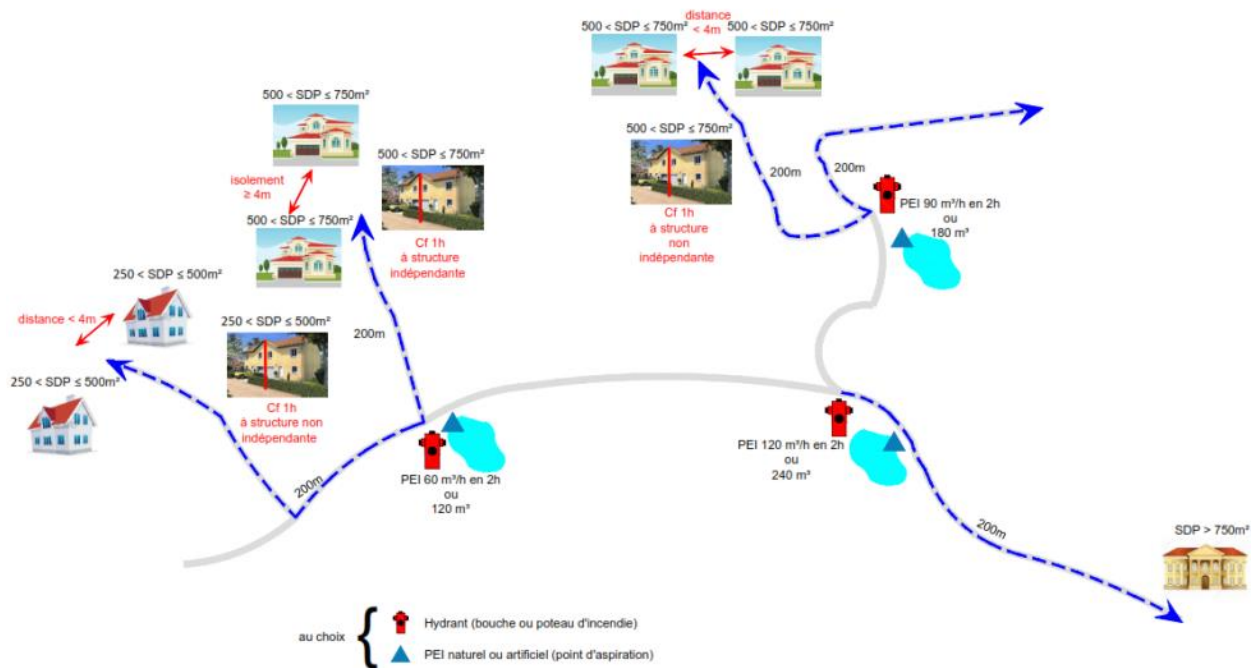 500 < SDP ≤ 750m²
distance
< 4m
500 < SDP ≤ 750m²
500 < SDP ≤ 750m²
isolement
≥ 4m
500 < SDP ≤ 750m²
500 < SDP ≤ 750m²
Cf 1h
à structure
indépendante
500 < SDP ≤ 750m²
Cf 1h
à structure
non
indépendante
200m
200m
PEI 90 m³/h en 2h
ou
180 m³
250 < SDP ≤ 500m²
distance < 4m
250 < SDP ≤ 500m²
250 < SDP ≤ 500m²
Cf 1h
à structure non
indépendante
200m
200m
PEI 60 m³/h en 2h
ou
120 m³
PEI 120 m³/h en 2h
ou
240 m³
200m
SDP > 750m²
au choix
Hydrant (bouche ou poteau d'incendie)
PEI naturel ou artificiel (point d'aspiration)